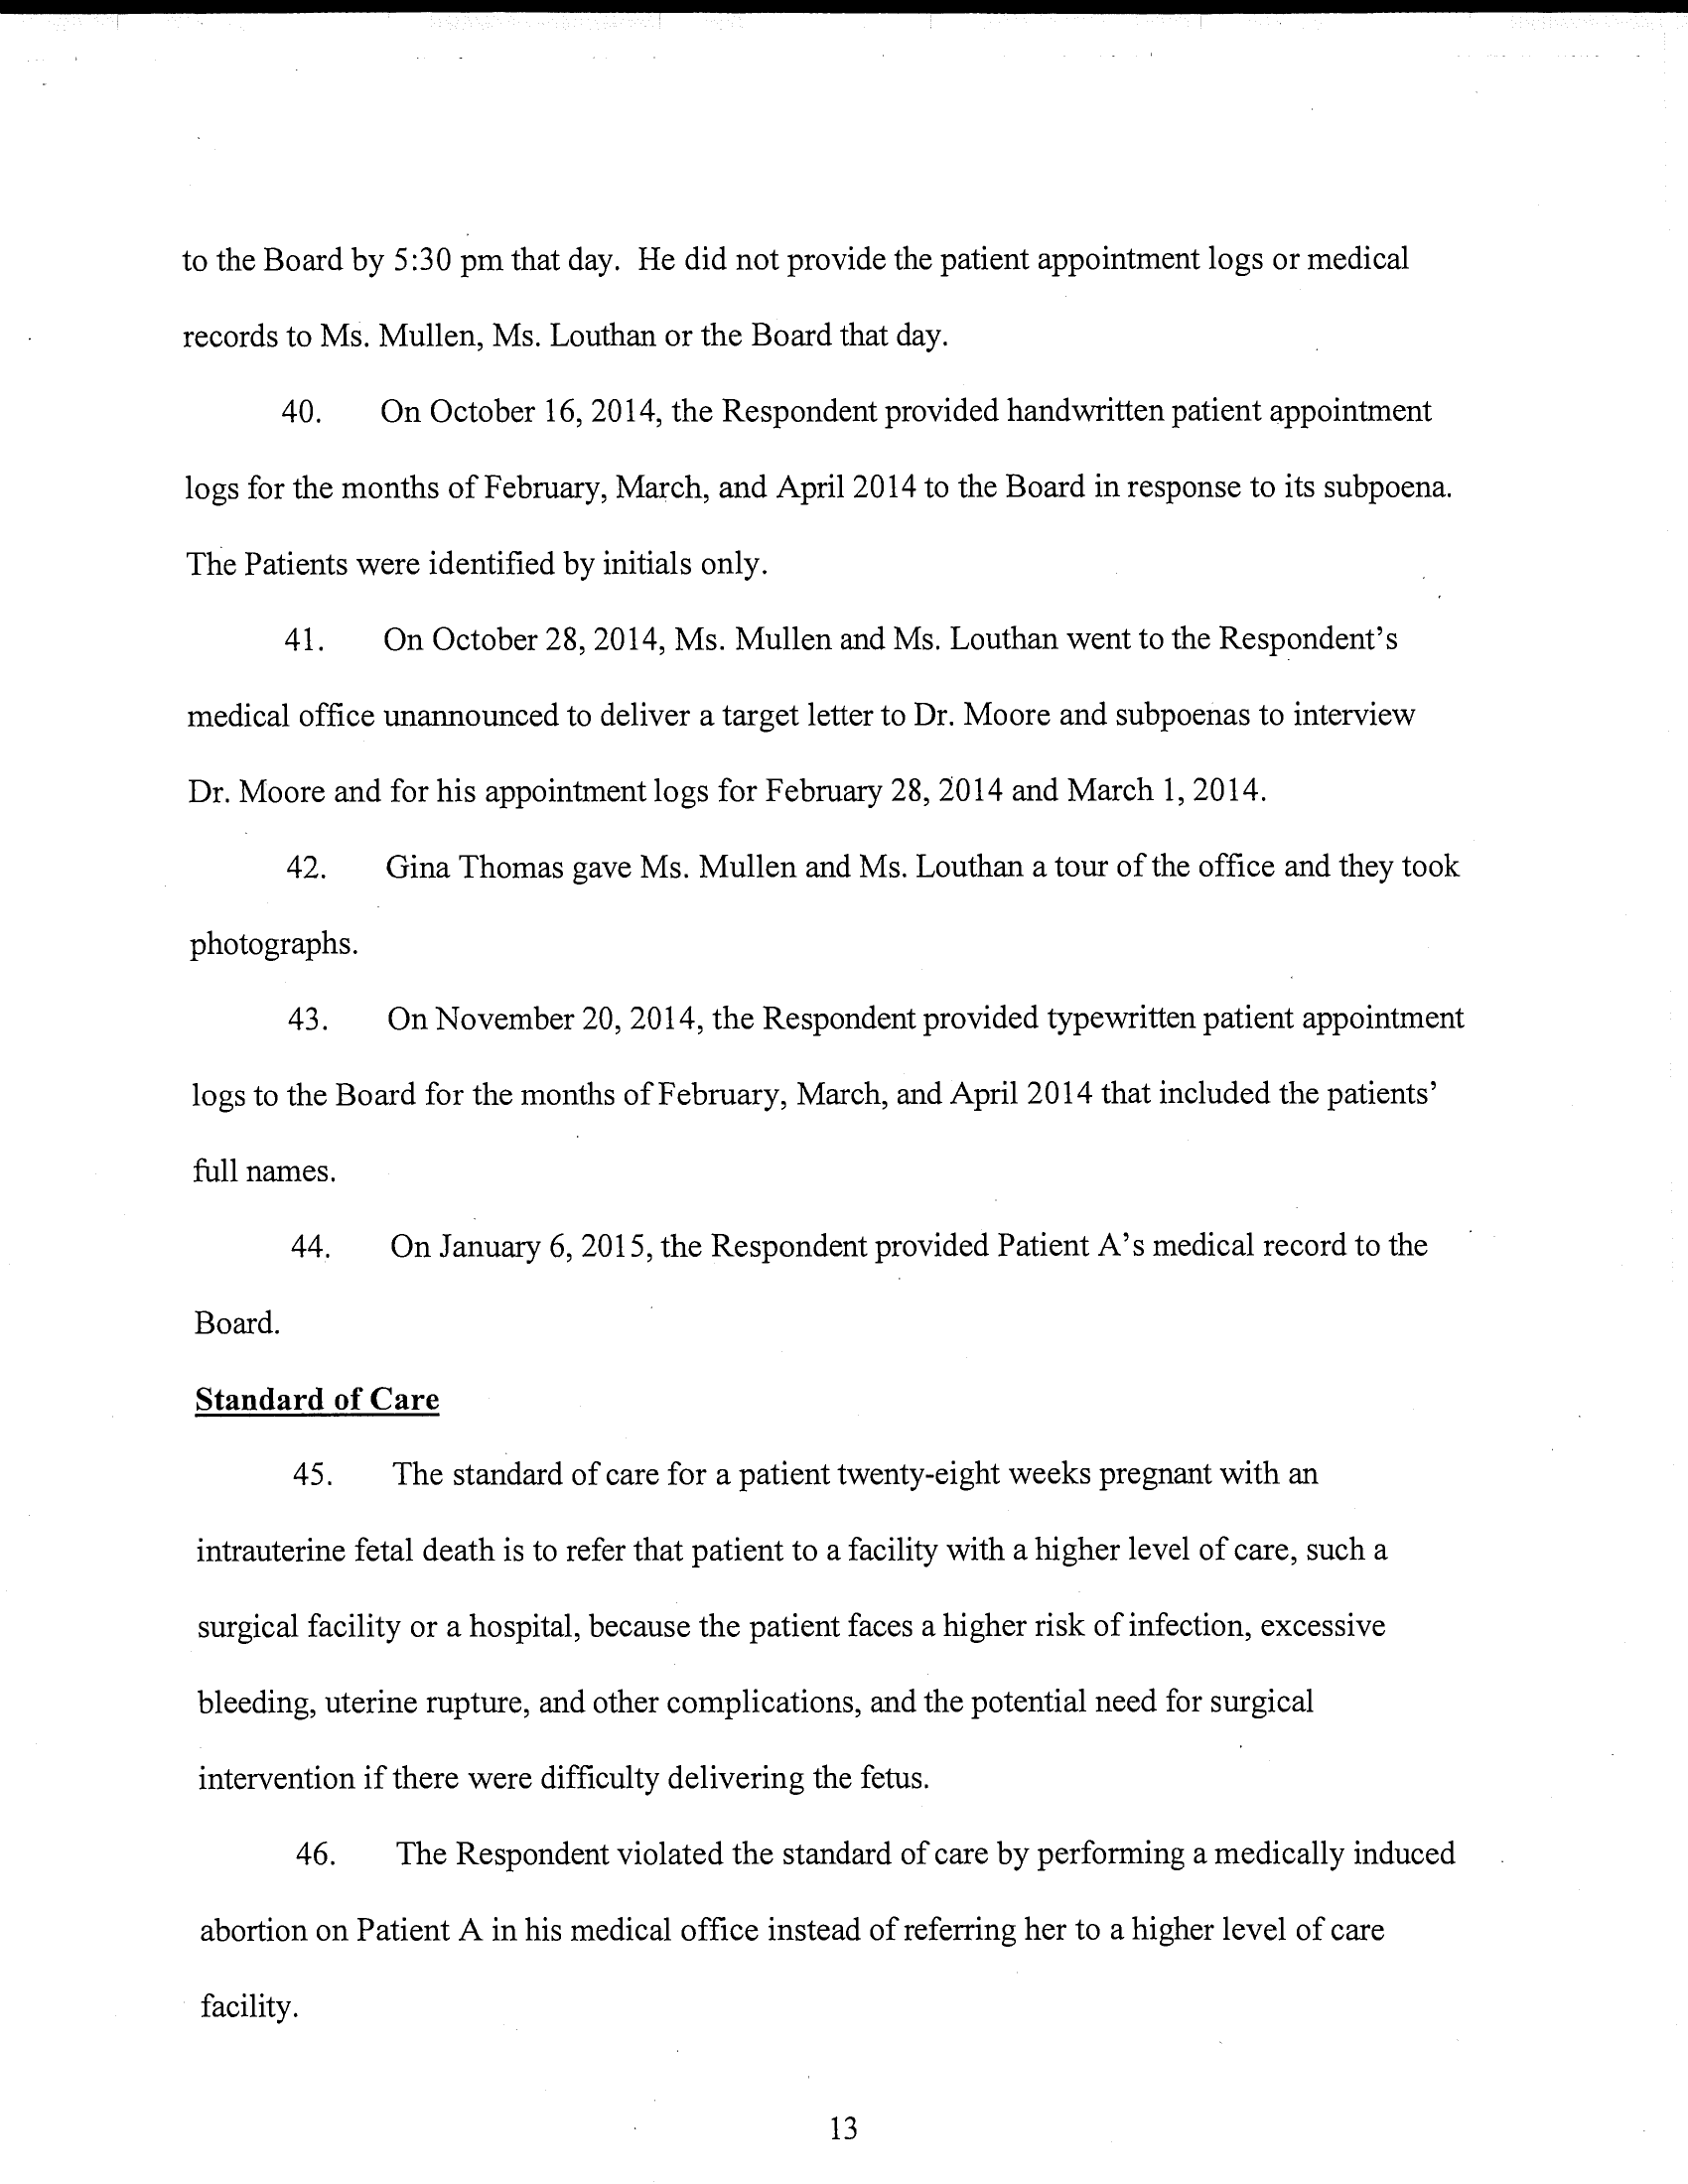 to the Board by 5:30 pm that day.  He did not provide the patient appointment logs or medical
records to Ms. Mullen, Ms. Louthan or the Board that day.
40. On October 16, 2014, the Respondent provided handwritten patient appointment
logs for the months of February, March, and April 2014 to the Board in response to its subpoena.
The Patients were identified by initials only.
41. On October 28, 2014, Ms. Mullen and Ms. Louthan went to the Respondent's
medical office unannounced to deliver a target letter to Dr. Moore and subpoenas to interview
Dr. Moore and for his appointment logs for February 28, 2014 and March 1, 2014.
42. Gina Thomas gave Ms. Mullen and Ms. Louthan a tour of the office and they took
photographs.
43. On November 20, 2014, the Respondent provided typewritten patient appointment
logs to the Board for the months of February, March, and April 2014 that included the patients'
full names.
44. On January 6, 2015, the Respondent provided Patient A's medical record to the
Board.
Standard of Care
45. The standard of care for a patient twenty-eight weeks pregnant with an
intrauterine fetal death is to refer that patient to a facility with a higher level of care, such a
surgical facility or a hospital, because the patient faces a higher risk of infection, excessive
bleeding, uterine rupture, and other complications, and the potential need for surgical
intervention if there were difficulty delivering the fetus.
46. The Respondent violated the standard of care by performing a medically induced
abortion on Patient A in his medical office instead of referring her to a higher level of care
facility.
13